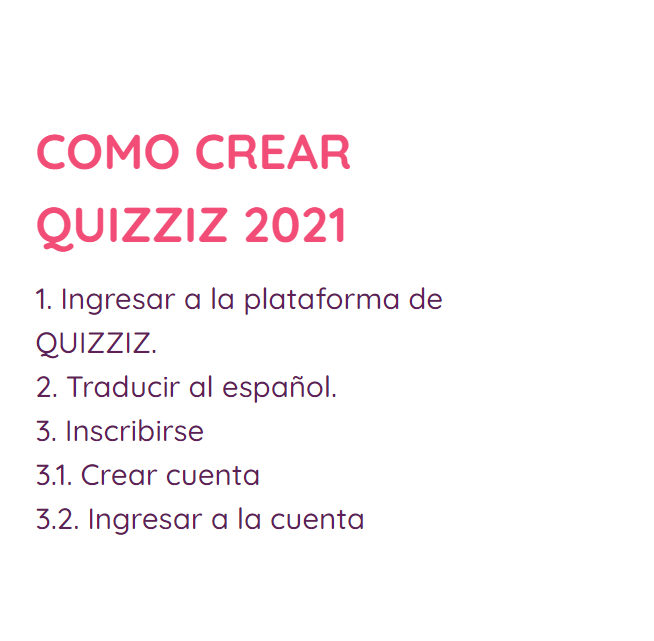 COMO CREAR
QUIZZIZ 2021
1. Ingresar a la plataforma de
QUIZZIZ.
2. Traducir al español.
3. Inscribirse
3.1. Crear cuenta
3.2. Ingresar a la cuenta